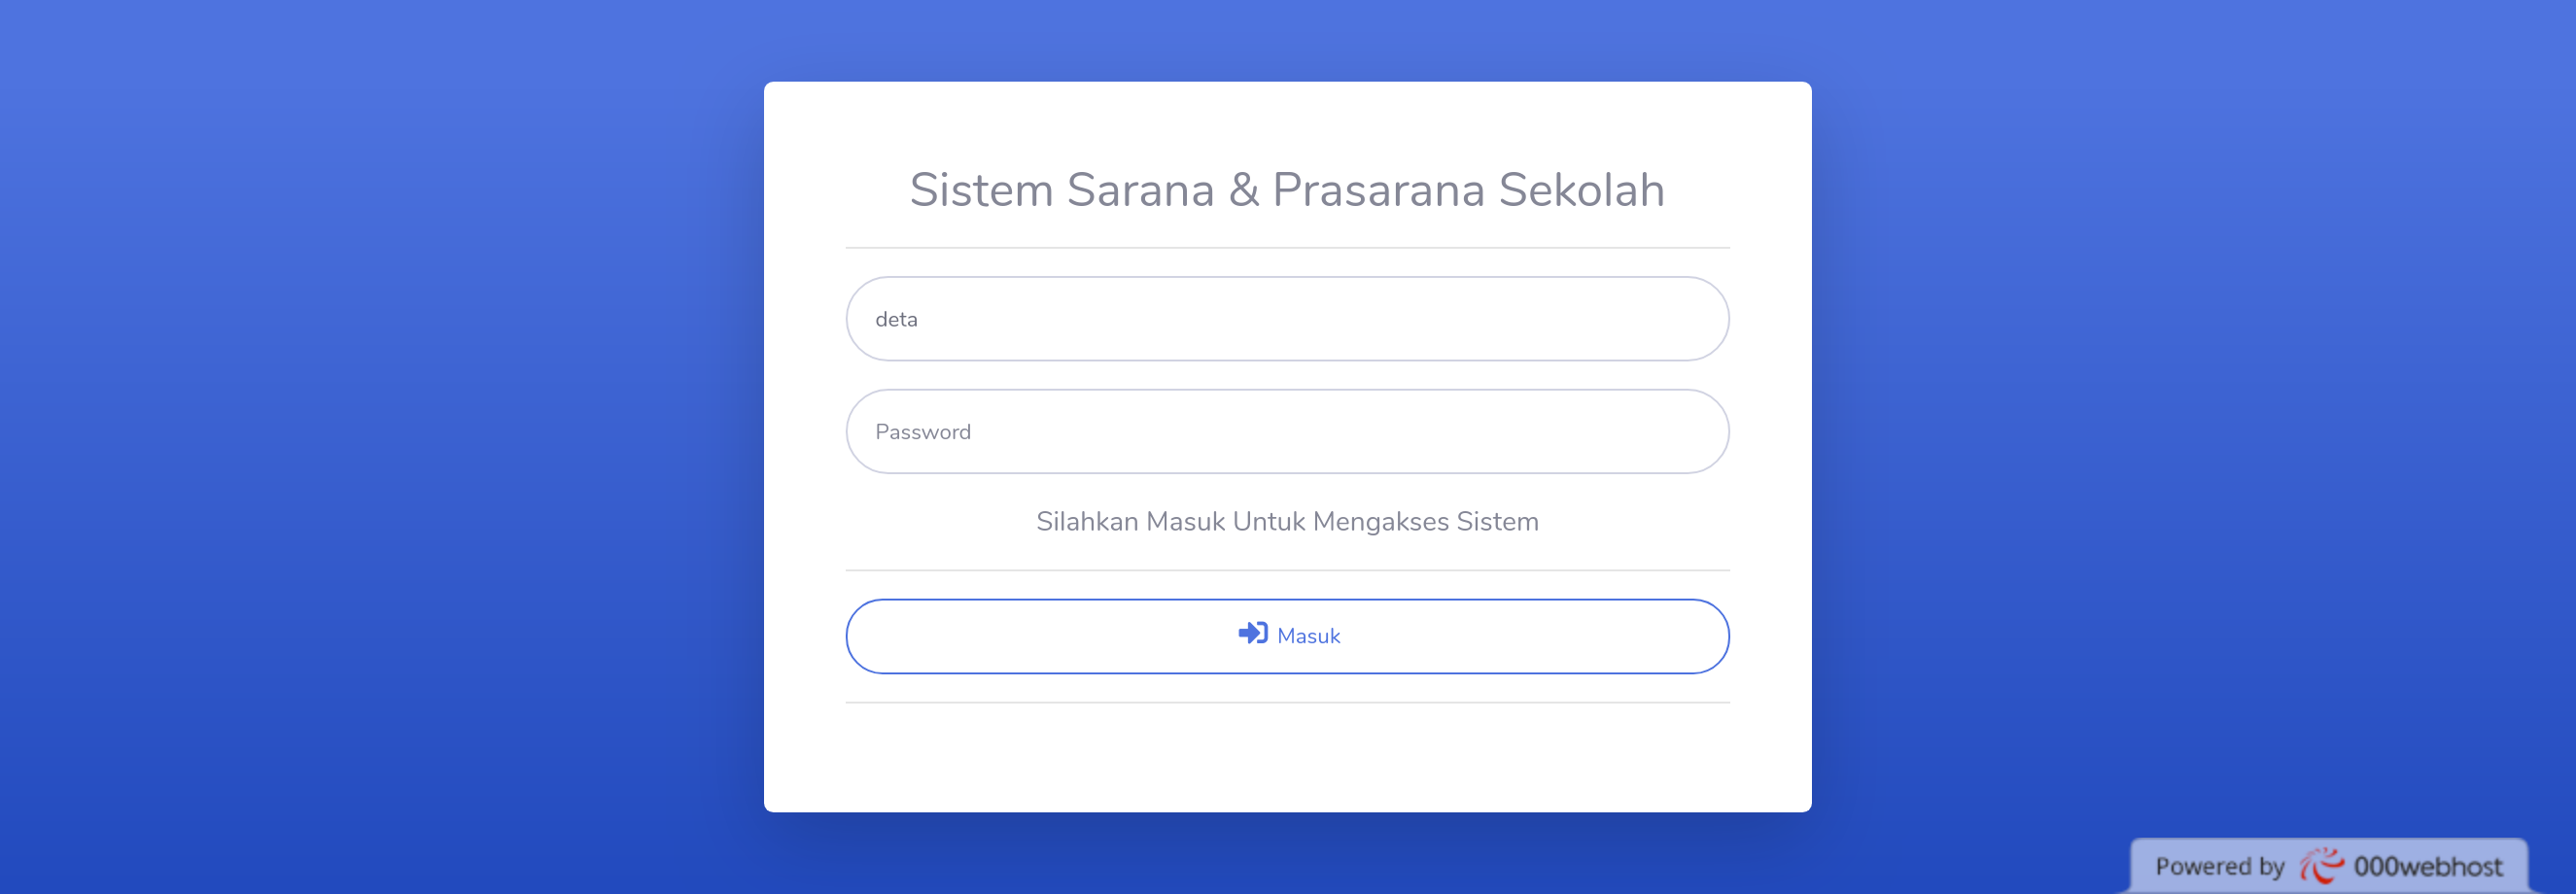 Sistem Sarana & Prasarana Sekolah
deta
Password
Silahkan Masuk Untuk Mengakses Sistem
Masuk
Powered by 000webhost